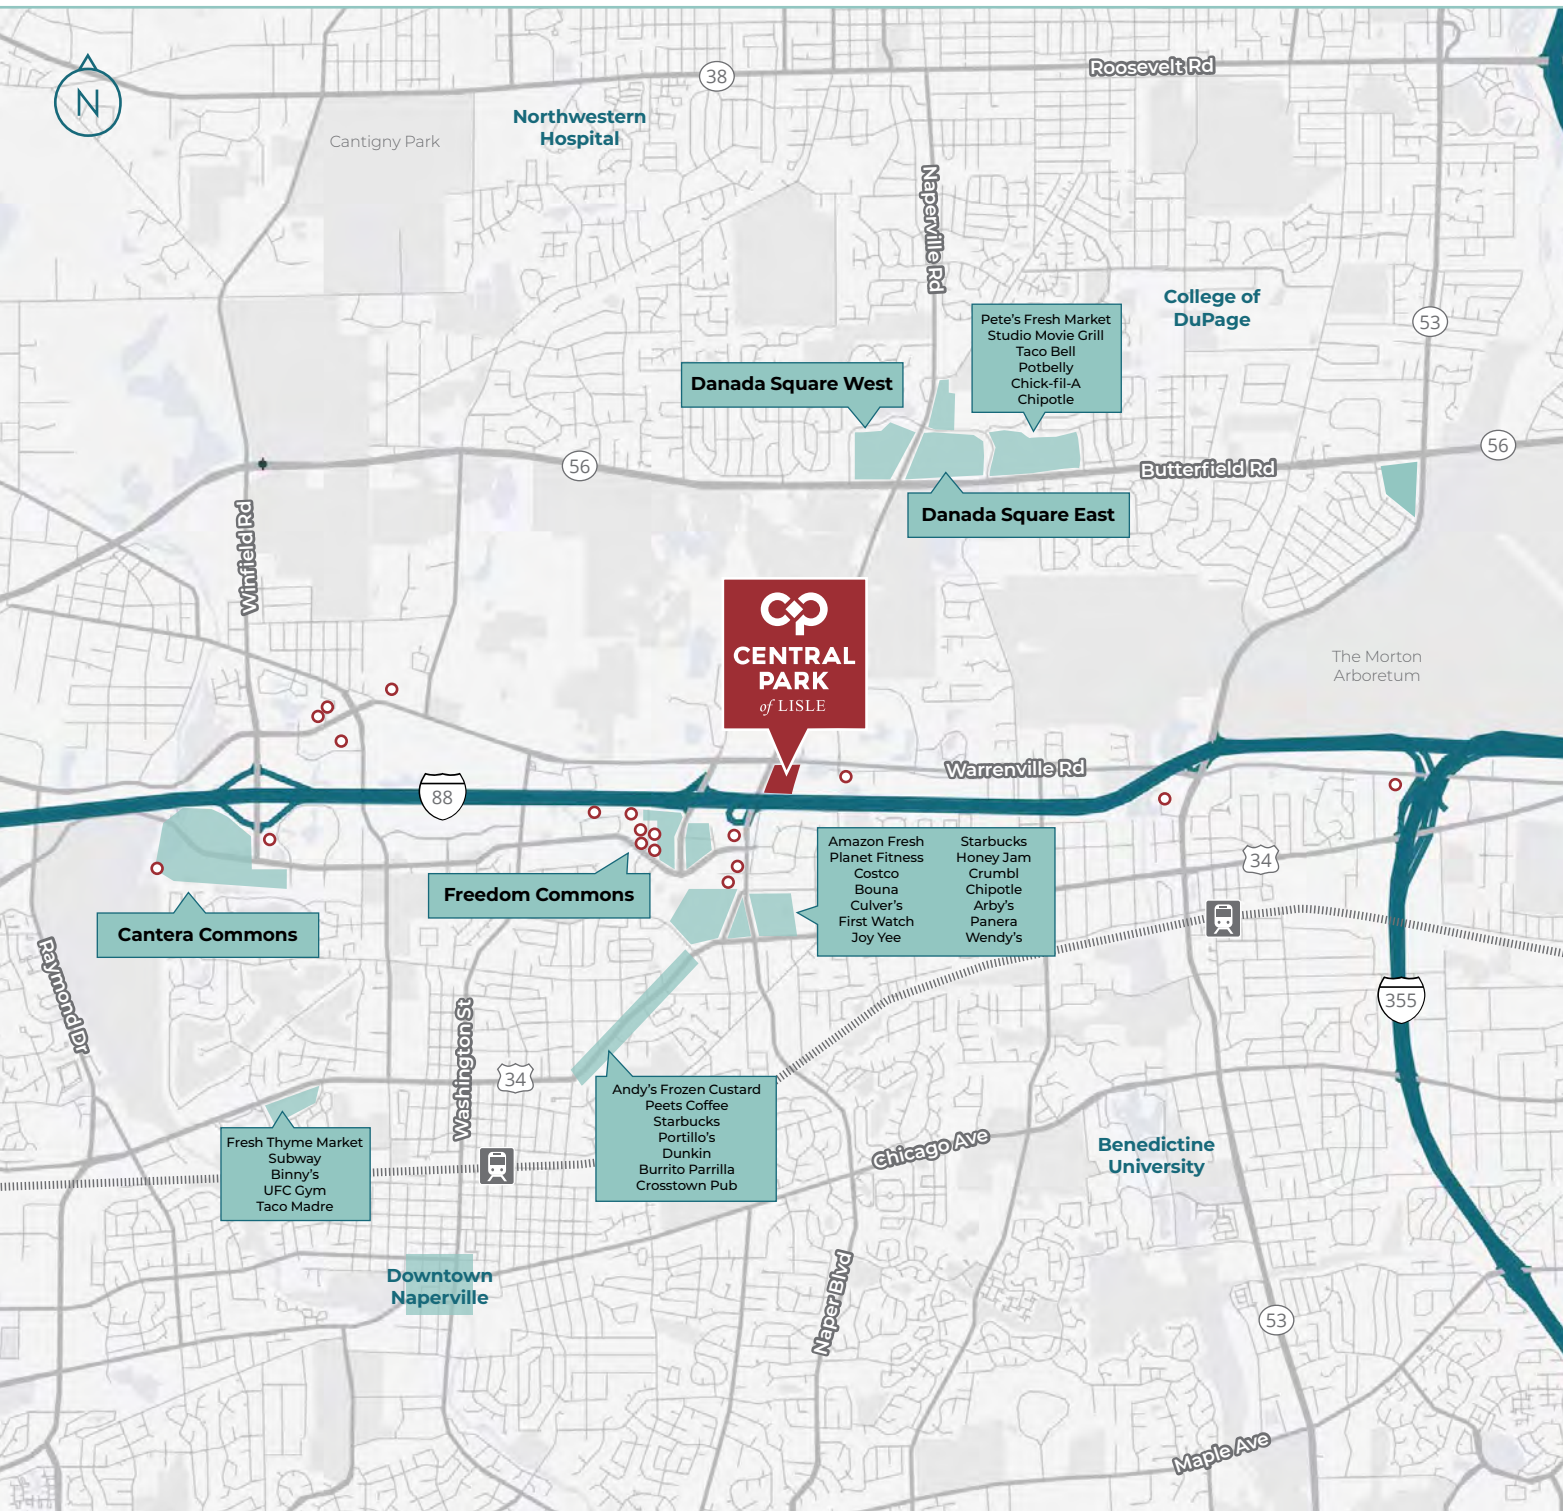 Roosevelt Rd
38
N
Northwestern
Hospital
Cantigny Park
Naperville Rd
College of
DuPage
53
Pete's Fresh Market
Studio Movie Grill
Taco Bell
Potbelly
Chick-fil-A
Chipotle
Danada Square West
56
56
Butterfield Rd
Danada Square East
Winfield Rd
CENTRAL
PARK
of LISLE
The Morton
Arboretum
Warrenville Rd
88
Amazon Fresh
Planet Fitness
Costco
Bouna
Culver's
First Watch
Joy Yee
Starbucks
Honey Jam
Crumbl
Chipotle
Arby's
Panera
Wendy's
34
Freedom Commons
Cantera Commons
Raymond Dr
355
Washington St
34
Andy's Frozen Custard
Peets Coffee
Starbucks
Portillo's
Dunkin
Burrito Parrilla
Crosstown Pub
Fresh Thyme Market
Subway
Binny's
UFC Gym
Taco Madre
Chicago Ave
Benedictine
University
Downtown
Naperville
Naper Blvd
53
Maple Ave